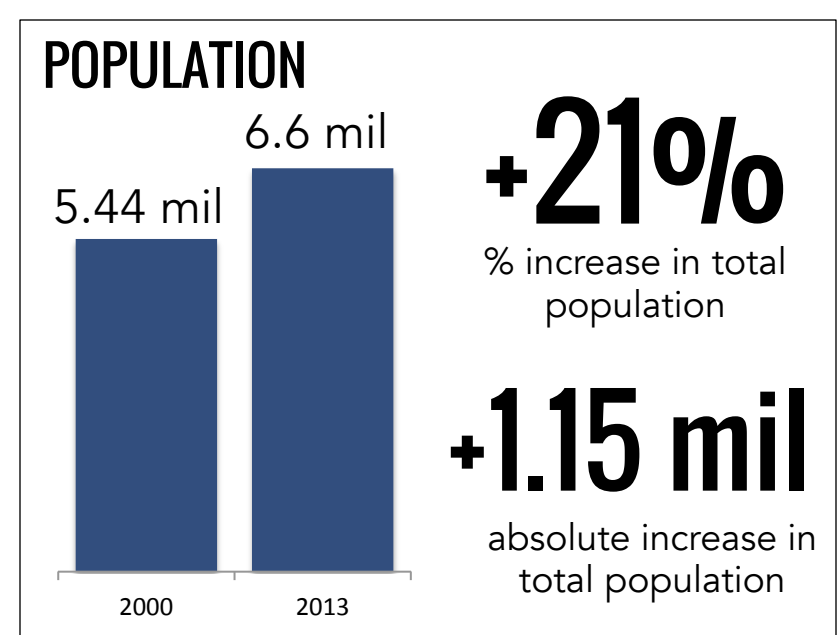 POPULATION
5.44 mil
6.6 mil
2000
2013
+21%
% increase in total
population
+1.15 mil
absolute increase in
total population